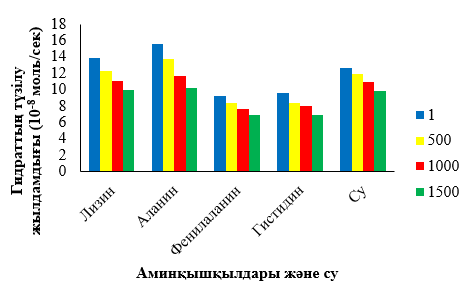 Гидраттың түзілу
жылдамдығы (10⁻⁸ моль/сек)
18
16
14
12
10
8
6
4
2
0
Лизин
Аланин
Фенилаланин
Гистидин
Су
1
500
1000
1500
Аминқышқылдары және су